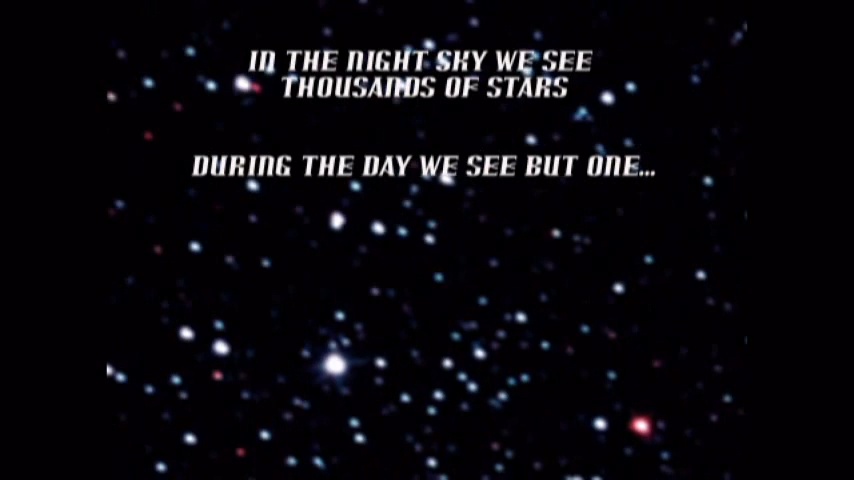 IN THE NIGHT SKY WE SEE
THOUSANDS OF STARS
DURING THE DAY WE SEE BUT ONE...